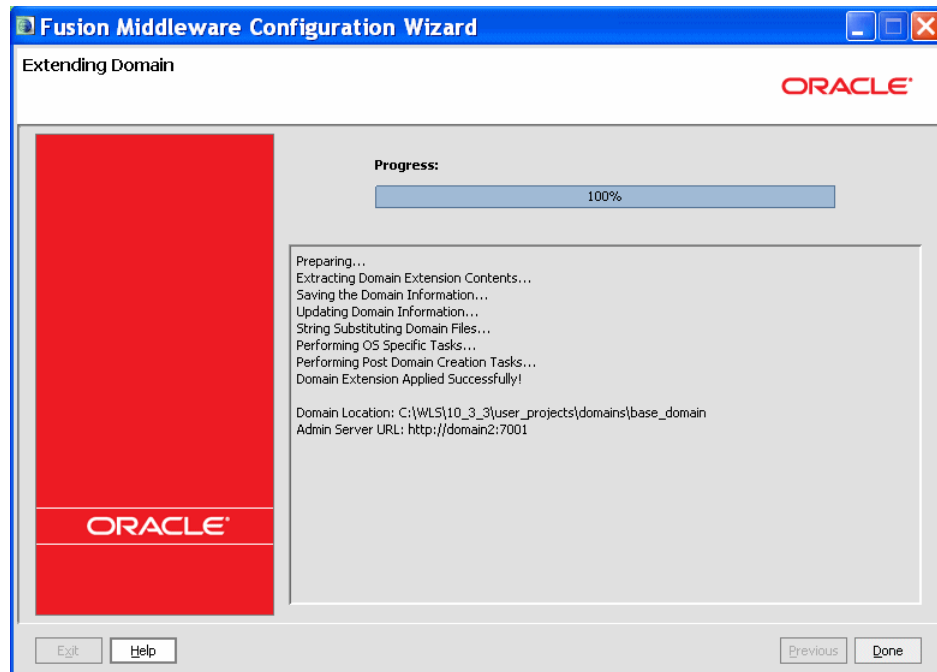 Fusion Middleware Configuration Wizard
Extending Domain
ORACLE
Progress:
100%
Preparing...
Extracting Domain Extension Contents...
Saving the Domain Information...
Updating Domain Information...
String Substituting Domain Files...
Performing OS Specific Tasks...
Performing Post Domain Creation Tasks...
Domain Extension Applied Successfully!
Domain Location: C:\WLS\10_3_3\user_projects\domains\base_domain
Admin Server URL: http://domain2:7001
ORACLE
Exit Help Previous Done